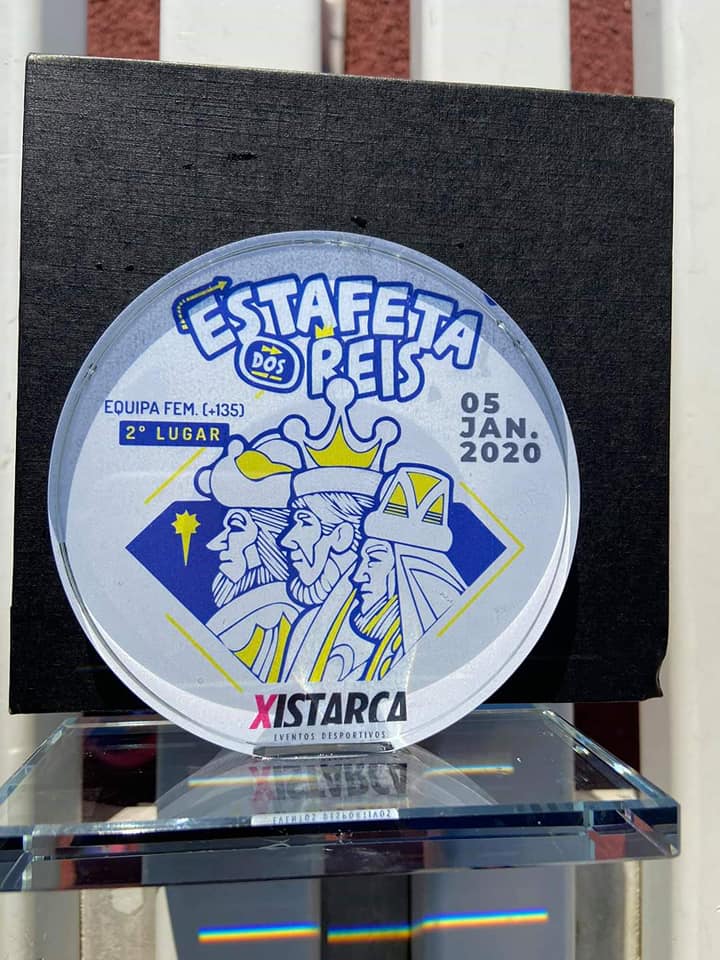 ESTAFETA
DOS REIS
EQUIPA FEM. (+135)
2º LUGAR
05
JAN.
2020
XISTARCA
EVENTOS DESPORTIVOS